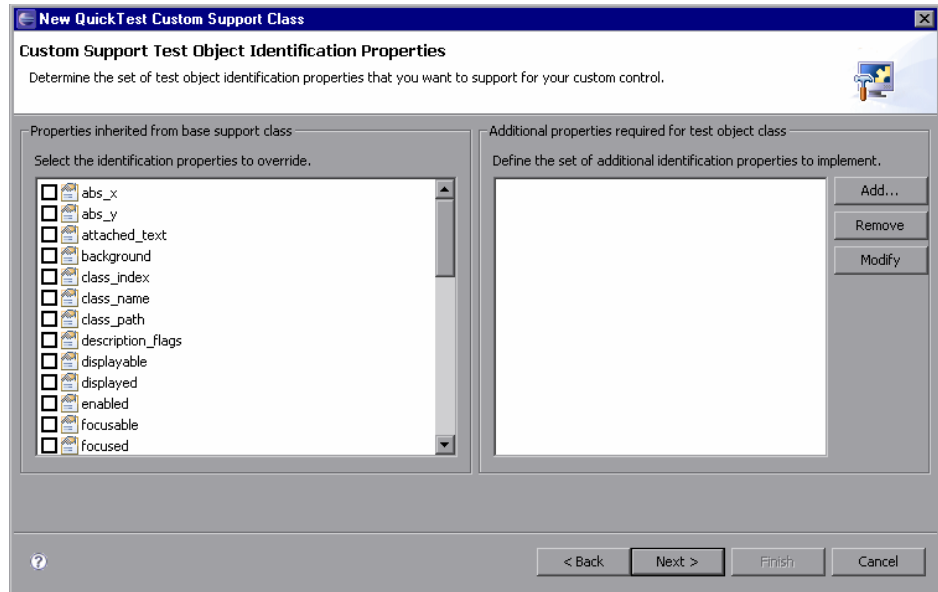 New QuickTest Custom Support Class
Custom Support Test Object Identification Properties
Determine the set of test object identification properties that you want to support for your custom control.
Properties inherited from base support class
Select the identification properties to override.
abs_x
abs_y
attached_text
background
class_index
class_name
class_path
description_flags
displayable
displayed
enabled
focusable
focused
Additional properties required for test object class
Define the set of additional identification properties to implement.
Add...
Remove
Modify
?
< Back
Next >
Finish
Cancel